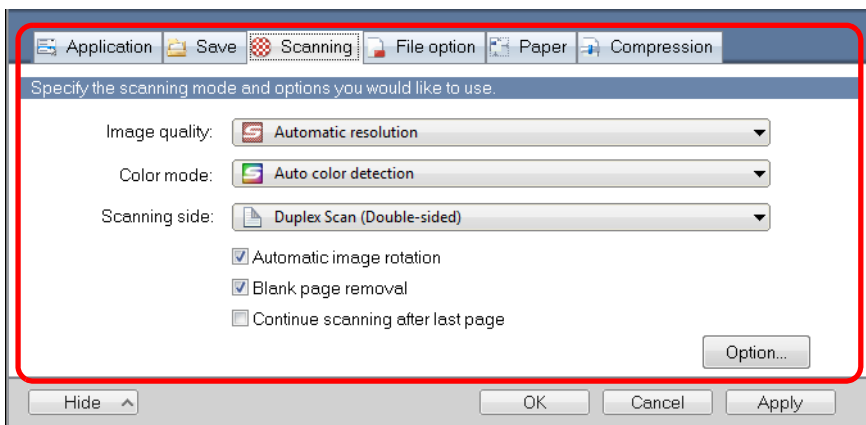 Application Save Scanning File option Paper Compression
Specify the scanning mode and options you would like to use.
Image quality: Automatic resolution
Color mode: Auto color detection
Scanning side: Duplex Scan (Double-sided)
Automatic image rotation
Blank page removal
Continue scanning after last page
Option...
Hide OK Cancel Apply